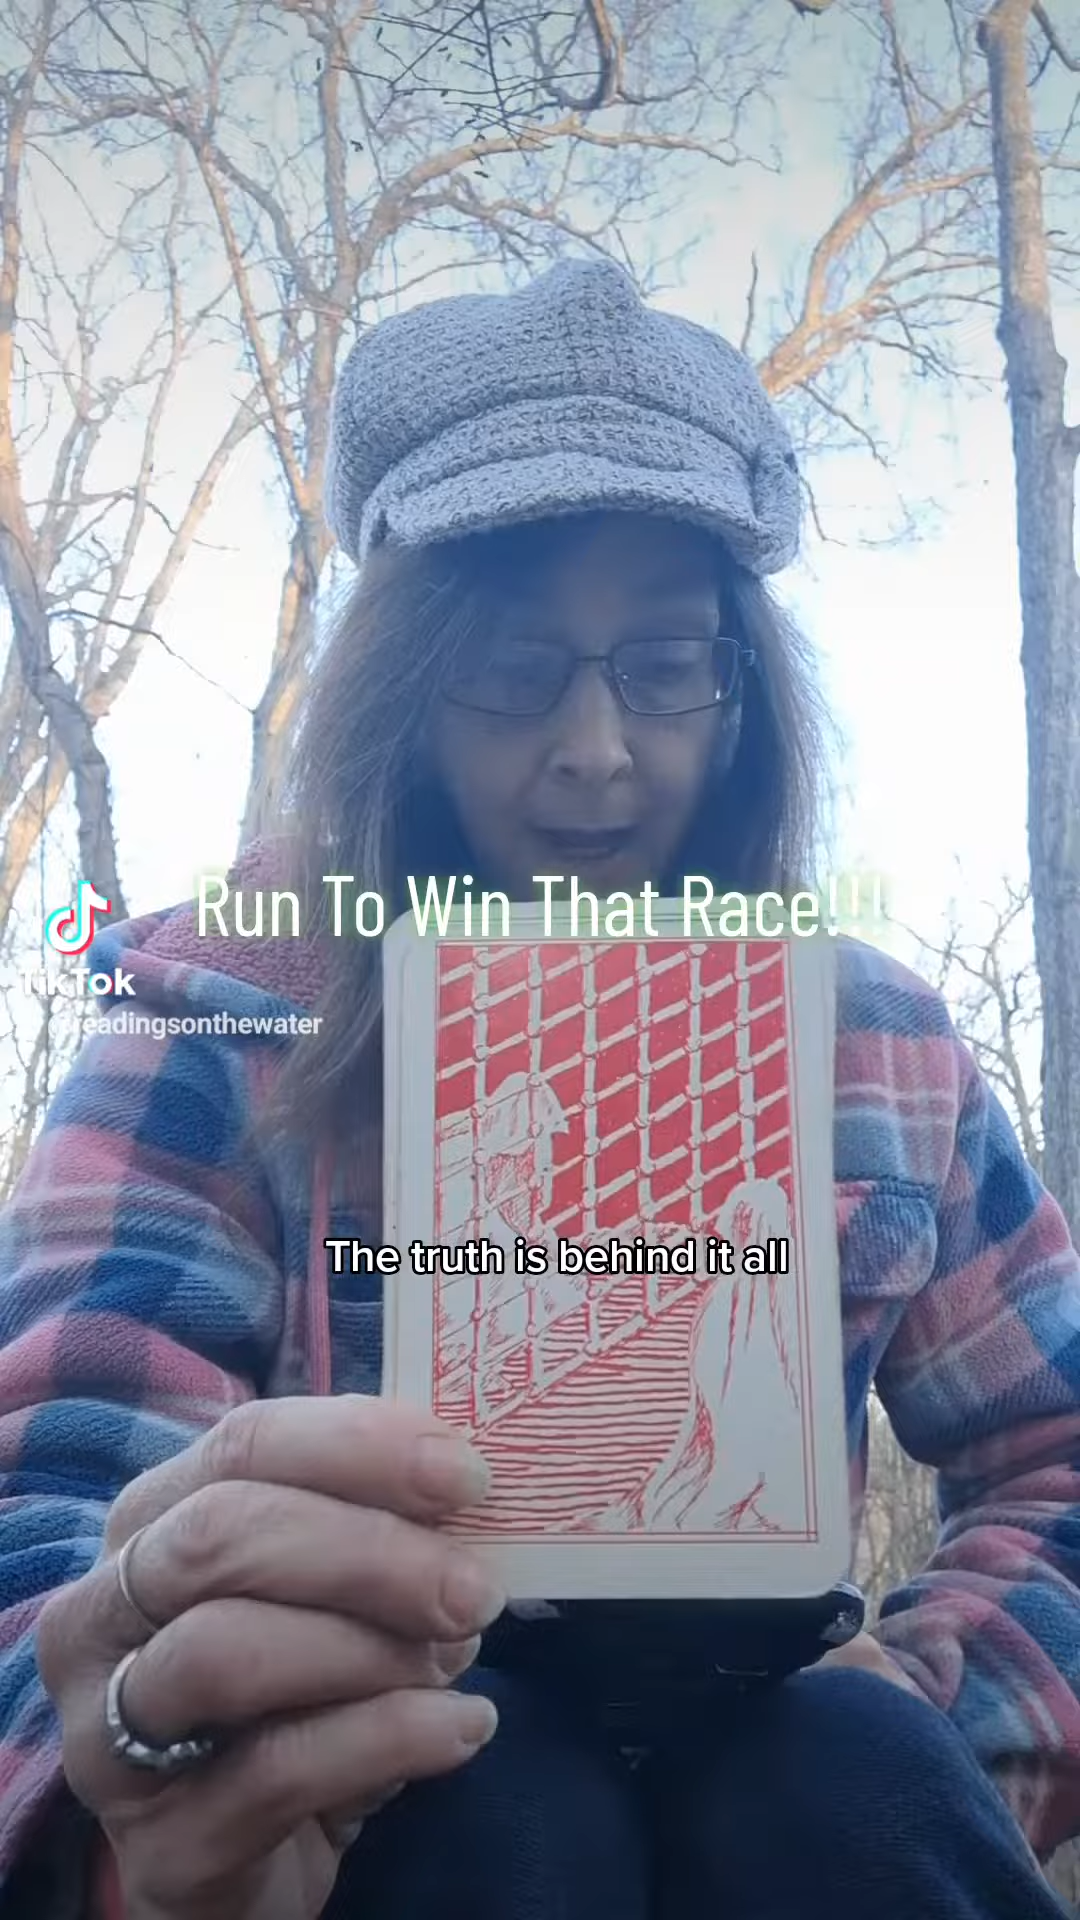 Run To Win That Race!!!
TikTok
@readingsonthewater
The truth is behind it all